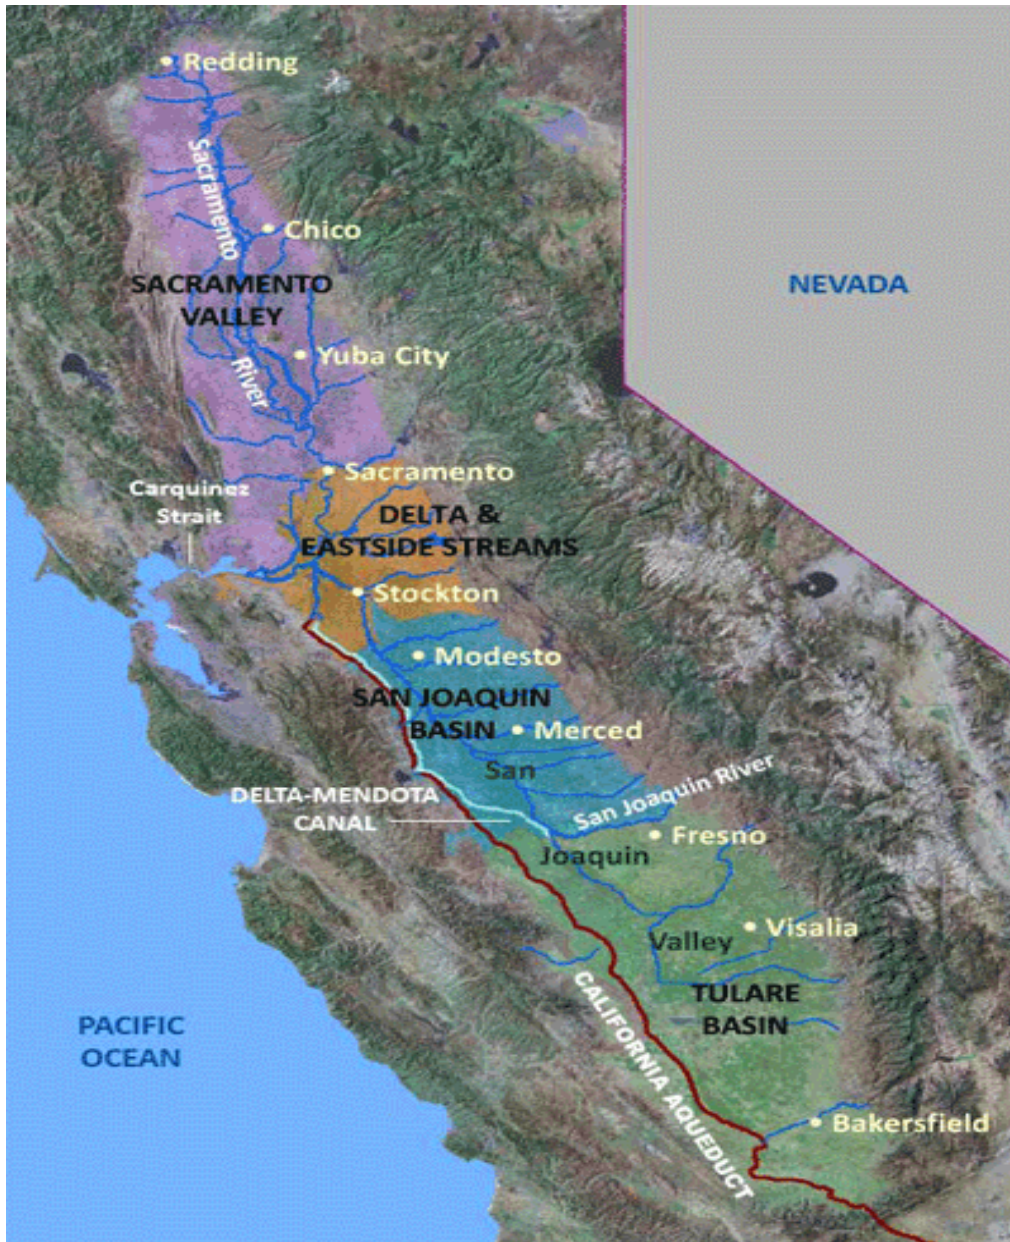 Redding
Sacramento
Chico
SACRAMENTO
VALLEY
NEVADA
Yuba City
River
Sacramento
Carquinez
Strait
DELTA &
EASTSIDE STREAMS
Stockton
Modesto
SAN JOAQUIN
BASIN
Merced
San
San Joaquin River
DELTA-MENDOTA
CANAL
Fresno
Joaquin
Visalia
Valley
TULARE
BASIN
CALIFORNIA AQUEDUCT
PACIFIC
OCEAN
Bakersfield